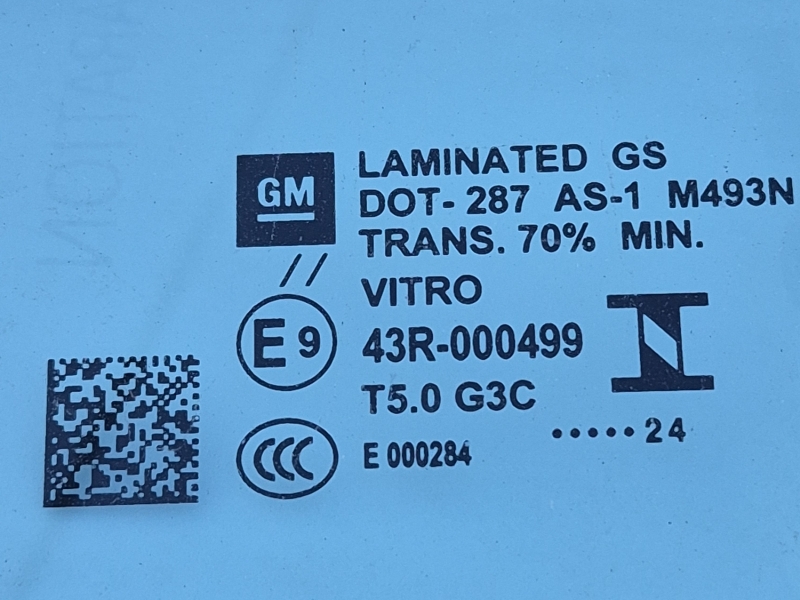 GM
LAMINATED GS
DOT- 287 AS-1 M493N
TRANS. 70% MIN.
//
VITRO
E9
43R-000499
T5.0 G3C
•••••24
CCC
E 000284